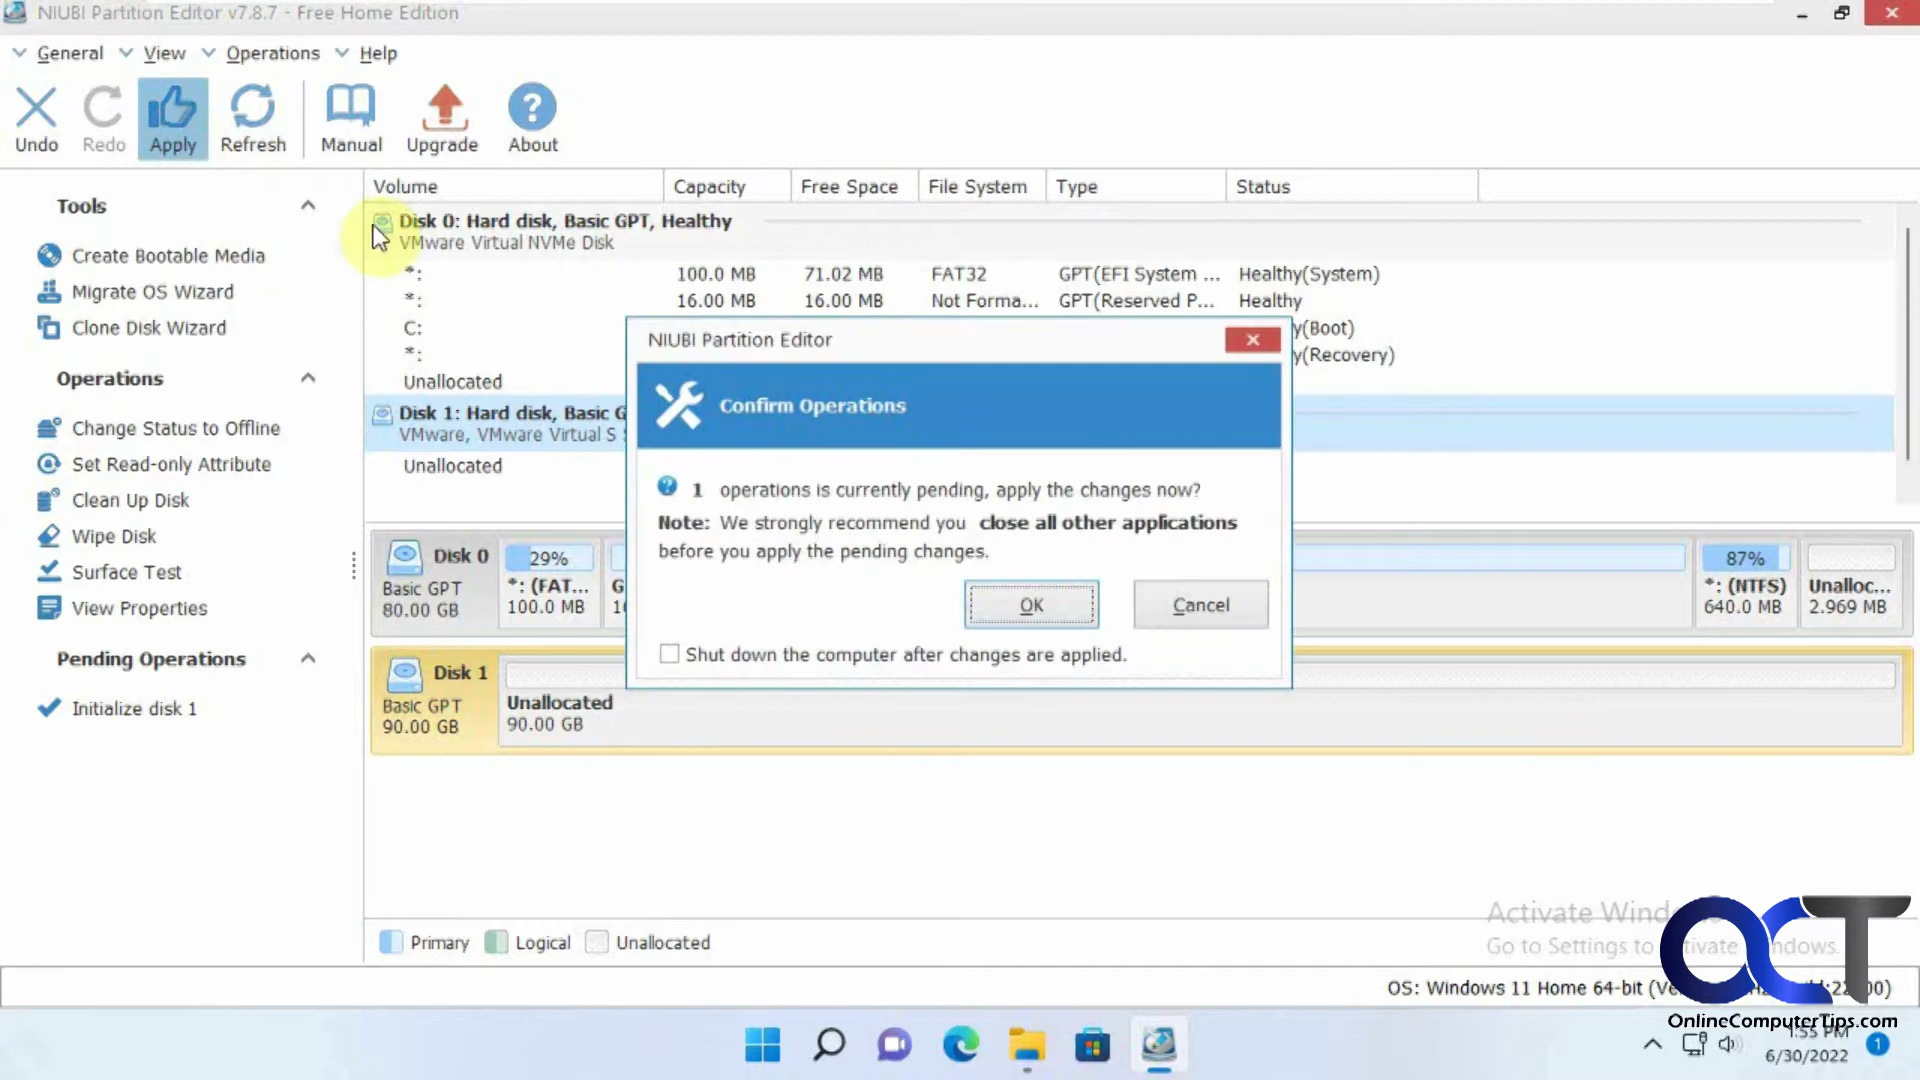 NIUBI Partition Editor v7.8.7 - Free Home Edition
General View Operations Help
Undo Redo Apply Refresh Manual Upgrade About
Tools
Create Bootable Media
Migrate OS Wizard
Clone Disk Wizard
Operations
Change Status to Offline
Set Read-only Attribute
Clean Up Disk
Wipe Disk
Surface Test
View Properties
Pending Operations
Initialize disk 1
Volume Capacity Free Space File System Type Status
Disk 0: Hard disk, Basic GPT, Healthy
VMware Virtual NVMe Disk
*: 100.0 MB 71.02 MB FAT32 GPT(EFI System ... Healthy(System)
*: 16.00 MB 16.00 MB Not Forma... GPT(Reserved P... Healthy
C: y(Boot)
*: y(Recovery)
Unallocated
Disk 1: Hard disk, Basic G
VMware, VMware Virtual S
Unallocated
NIUBI Partition Editor
Confirm Operations
1 operations is currently pending, apply the changes now?
Note: We strongly recommend you close all other applications
before you apply the pending changes.
OK Cancel
Shut down the computer after changes are applied.
Disk 0
Basic GPT
80.00 GB
29%
*: (FAT...
100.0 MB
87%
*: (NTFS)
640.0 MB
Unalloc...
2.969 MB
Disk 1
Basic GPT
90.00 GB
Unallocated
90.00 GB
Primary Logical Unallocated
Activate Wind
Go to Settings to ctivate indows.
OS: Windows 11 Home 64-bit
OCT
OnlineComputerTips.com
1:55 PM
6/30/2022
1